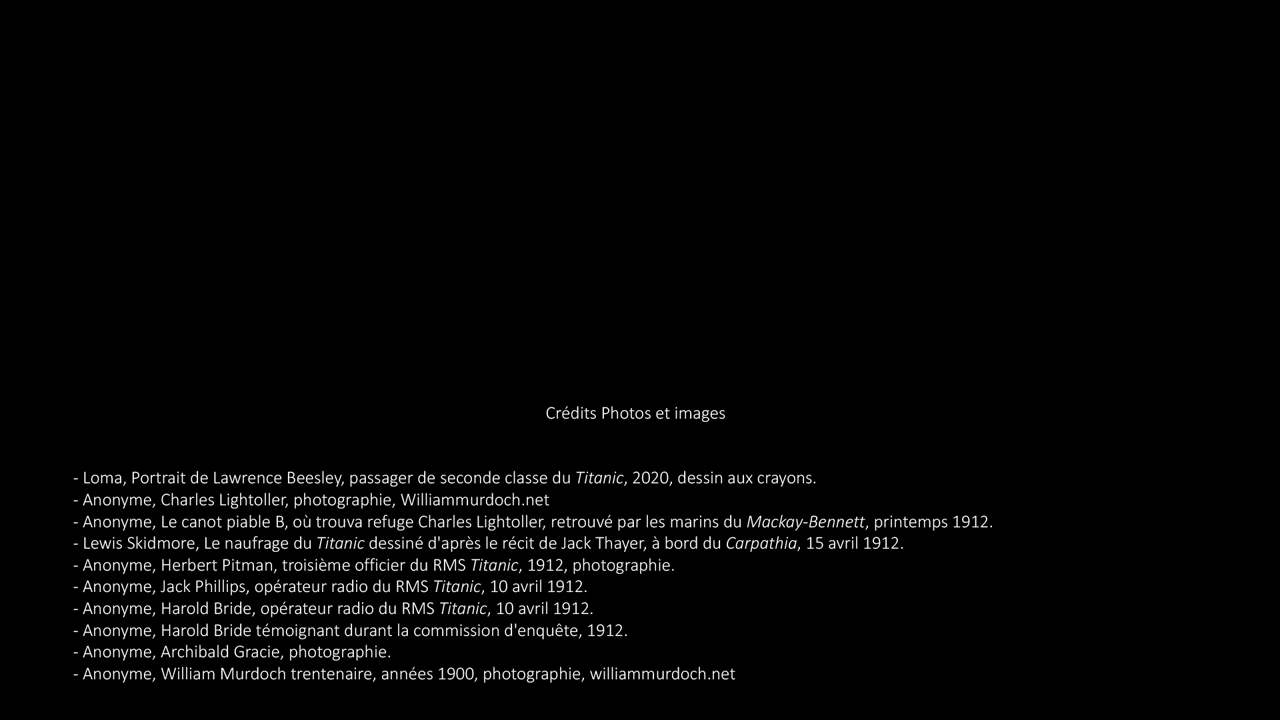 Crédits Photos et images
- Loma, Portrait de Lawrence Beesley, passager de seconde classe du Titanic, 2020, dessin aux crayons.
- Anonyme, Charles Lightoller, photographie, Williammurdoch.net
- Anonyme, Le canot piable B, où trouva refuge Charles Lightoller, retrouvé par les marins du Mackay-Bennett, printemps 1912.
- Lewis Skidmore, Le naufrage du Titanic dessiné d'après le récit de Jack Thayer, à bord du Carpathia, 15 avril 1912.
- Anonyme, Herbert Pitman, troisième officier du RMS Titanic, 1912, photographie.
- Anonyme, Jack Phillips, opérateur radio du RMS Titanic, 10 avril 1912.
- Anonyme, Harold Bride, opérateur radio du RMS Titanic, 10 avril 1912.
- Anonyme, Harold Bride témoignant durant la commission d'enquête, 1912.
- Anonyme, Archibald Gracie, photographie.
- Anonyme, William Murdoch trentenaire, années 1900, photographie, williammurdoch.net